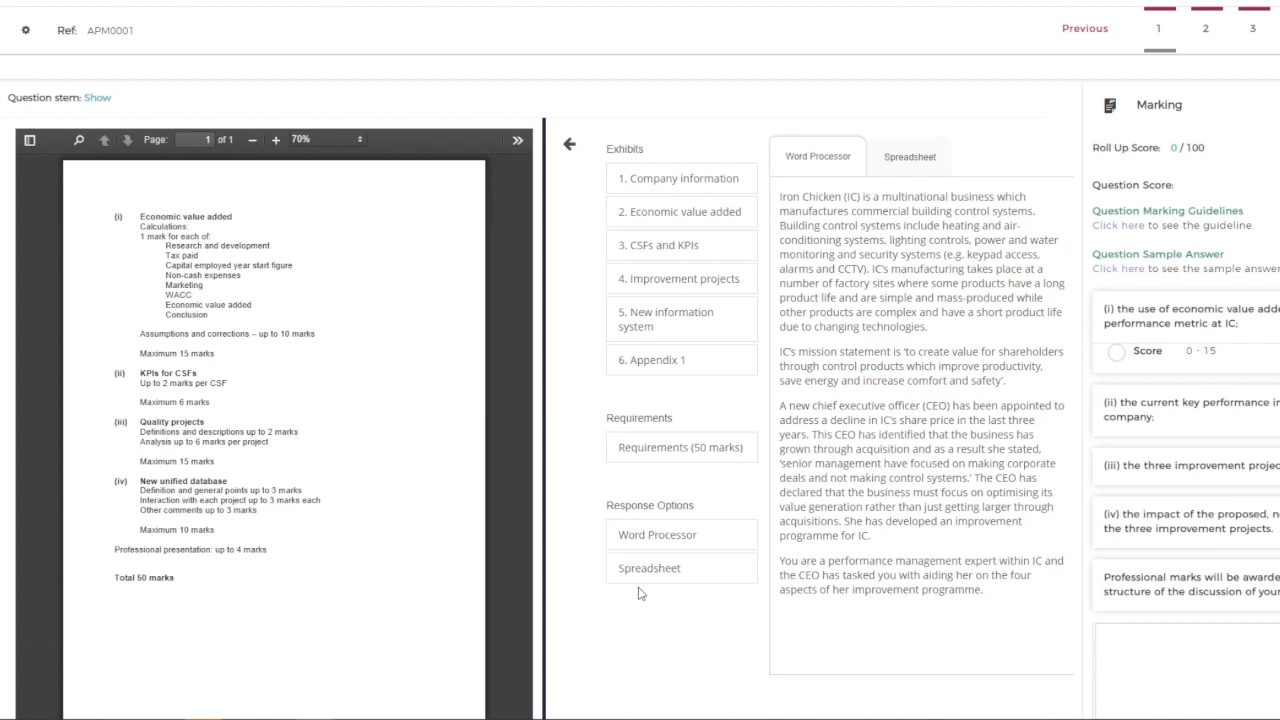 Ref: APM0001
Previous
1
2
3
Question stem: Show
Page: 1 of 1
70%
(i) Economic value added
Calculations:
1 mark for each of:
Research and development
Tax paid
Capital employed year start figure
Non-cash expenses
Marketing
WACC
Economic value added
Conclusion
Assumptions and corrections – up to 10 marks
Maximum 15 marks
(ii) KPIs for CSFs
Up to 2 marks per CSF
Maximum 6 marks
(iii) Quality projects
Definitions and descriptions up to 2 marks
Analysis up to 6 marks per project
Maximum 15 marks
(iv) New unified database
Definition and general points up to 3 marks
Interaction with each project up to 3 marks each
Other comments up to 3 marks
Maximum 10 marks
Professional presentation: up to 4 marks
Total 50 marks
Exhibits
1. Company information
2. Economic value added
3. CSFs and KPIs
4. Improvement projects
5. New information
system
6. Appendix 1
Requirements
Requirements (50 marks)
Response Options
Word Processor
Spreadsheet
Word Processor
Spreadsheet
Iron Chicken (IC) is a multinational business which
manufactures commercial building control systems.
Building control systems include heating and air-
conditioning systems, lighting controls, power and water
monitoring and security systems (e.g. keypad access,
alarms and CCTV). IC's manufacturing takes place at a
number of factory sites where some products have a long
product life and are simple and mass-produced while
other products are complex and have a short product life
due to changing technologies.
IC's mission statement is 'to create value for shareholders
through control products which improve productivity,
save energy and increase comfort and safety'.
A new chief executive officer (CEO) has been appointed to
address a decline in IC's share price in the last three
years. This CEO has identified that the business has
grown through acquisition and as a result she stated,
'senior management have focused on making corporate
deals and not making control systems.' The CEO has
declared that the business must focus on optimising its
value generation rather than just getting larger through
acquisitions. She has developed an improvement
programme for IC.
You are a performance management expert within IC and
the CEO has tasked you with aiding her on the four
aspects of her improvement programme.
Marking
Roll Up Score: 0 / 100
Question Score:
Question Marking Guidelines
Click here to see the guideline.
Question Sample Answer
Click here to see the sample answer
(i) the use of economic value adde
performance metric at IC;
Score 0 - 15
(ii) the current key performance in
company;
(iii) the three improvement projec
(iv) the impact of the proposed, n
the three improvement projects.
Professional marks will be awarde
structure of the discussion of your